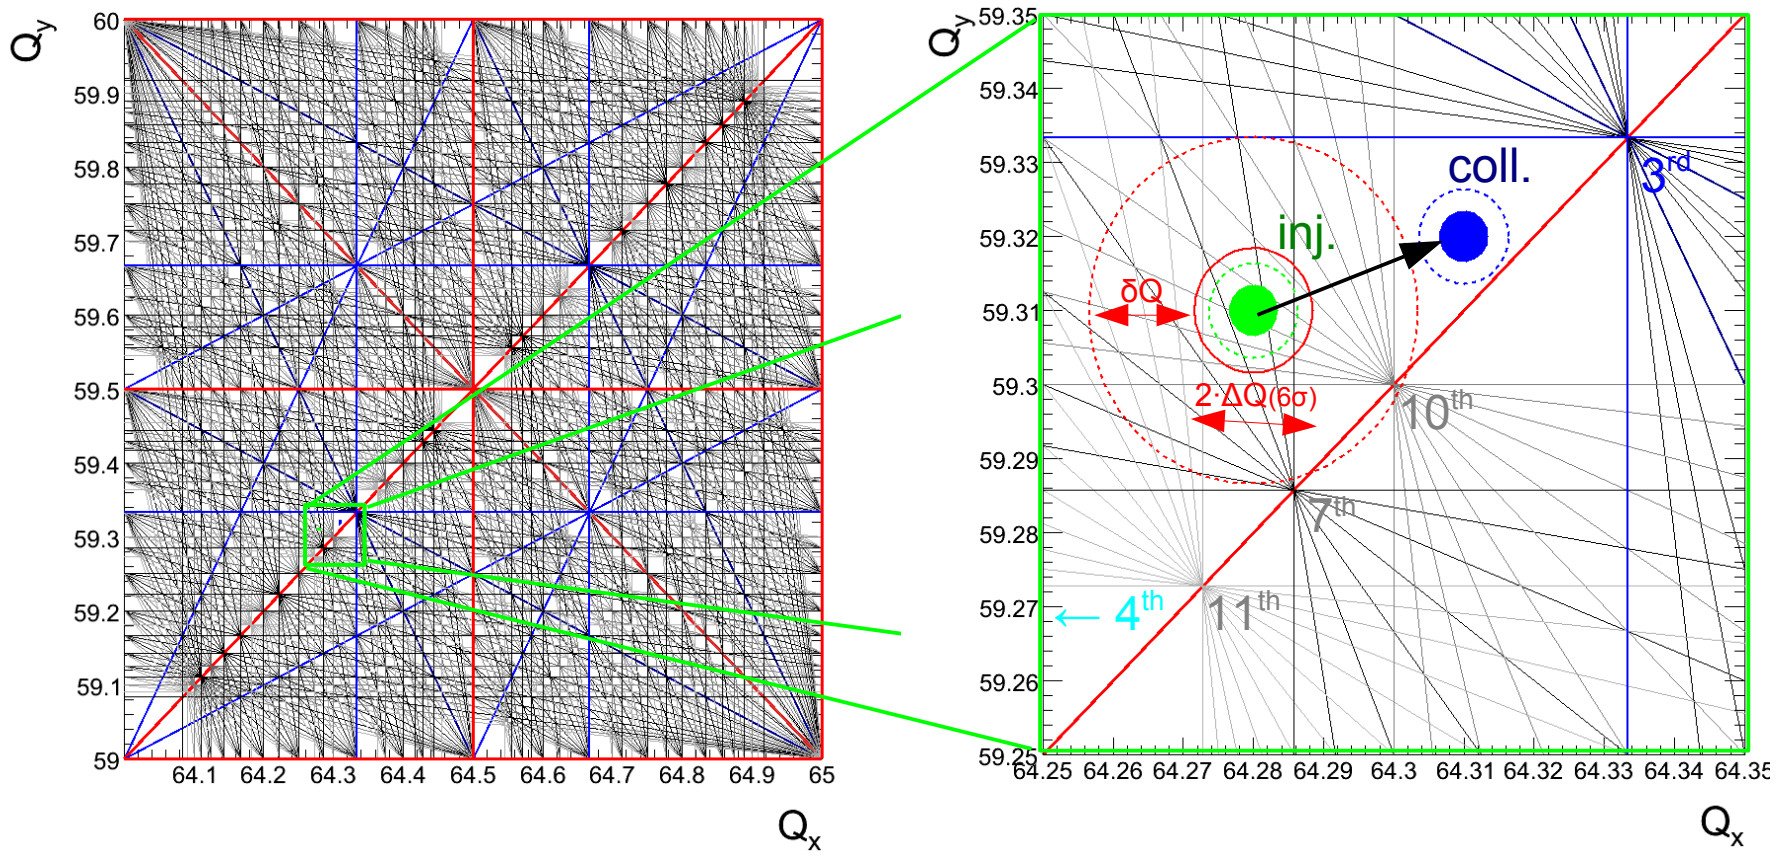 Qy
60
59.9
59.8
59.7
59.6
59.5
59.4
59.3
59.2
59.1
59
64.1 64.2 64.3 64.4 64.5 64.6 64.7 64.8 64.9 65
Qx
Qy
59.35
59.34
59.33
59.32
59.31
59.3
59.29
59.28
59.27
59.26
59.25
64.25 64.26 64.27 64.28 64.29 64.3 64.31 64.32 64.33 64.34 64.35
Qx
coll.
3rd
inj.
δQ
2·ΔQ(6σ)
10th
7th
← 4th
11th